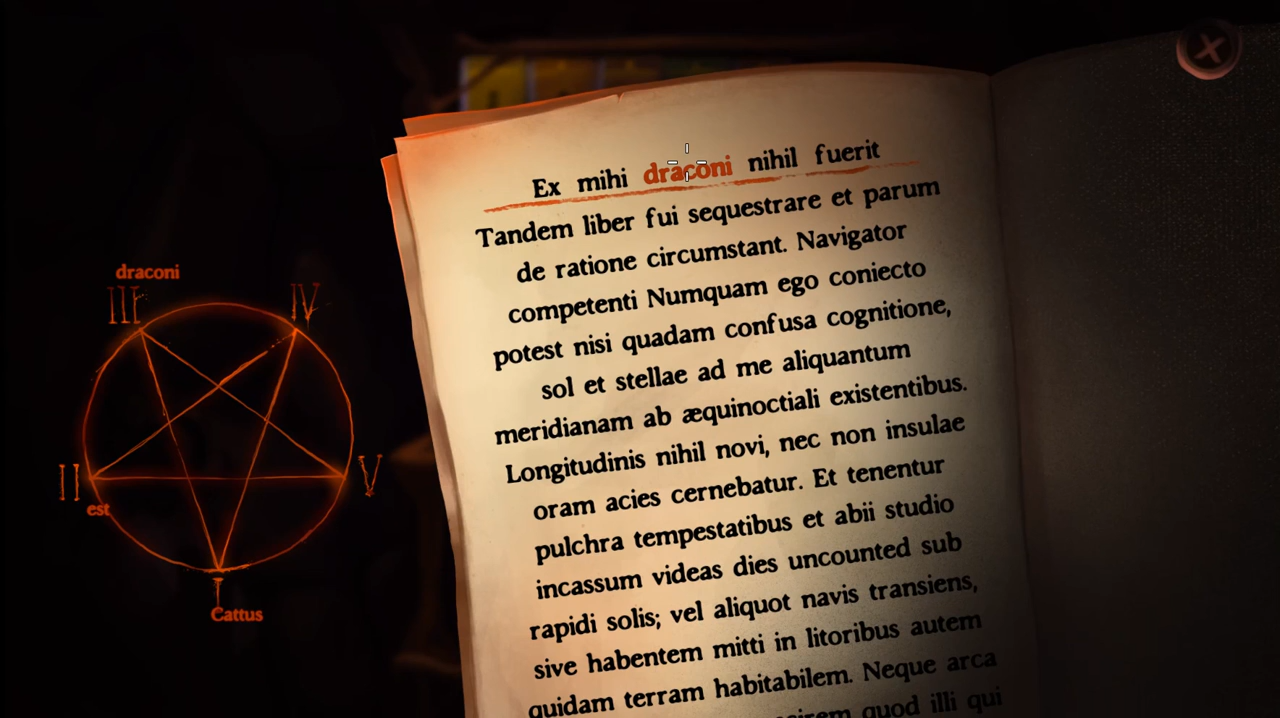 Ex mihi draconi nihil fuerit
Tandem liber fui sequestrare et parum
de ratione circumstant. Navigator
competenti Numquam ego coniecto
potest nisi quadam confusa cognitione,
sol et stellae ad me aliquantum
meridianam ab æquinoctiali existentibus.
Longitudinis nihil novi, nec non insulae
oram acies cernebatur. Et tenentur
pulchra tempestatibus et abii studio
incassum videas dies uncounted sub
rapidi solis; vel aliquot navis transiens,
sive habentem mitti in litoribus autem
quidam terram habitabilem. Neque arca
quod illi qui
draconi
III
IV
II
V
est
I
Cattus